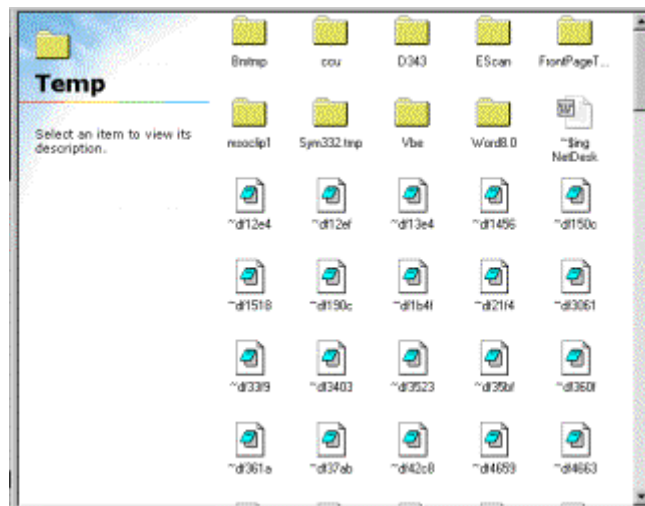 Temp
Select an item to view its
description.
Bntmp ccu D343 EScan FrontPageT...
msoclip1 Sym332.tmp Vbe Word8.0 ~$ing
NetDesk
~df12e4 ~df12ef ~df13e4 ~df1456 ~df150c
~df1518 ~df190c ~df1b4f ~df21f4 ~df3061
~df33f9 ~df3403 ~df3523 ~df35bf ~df360f
~df361a ~df37ab ~df42c8 ~df4659 ~df4663